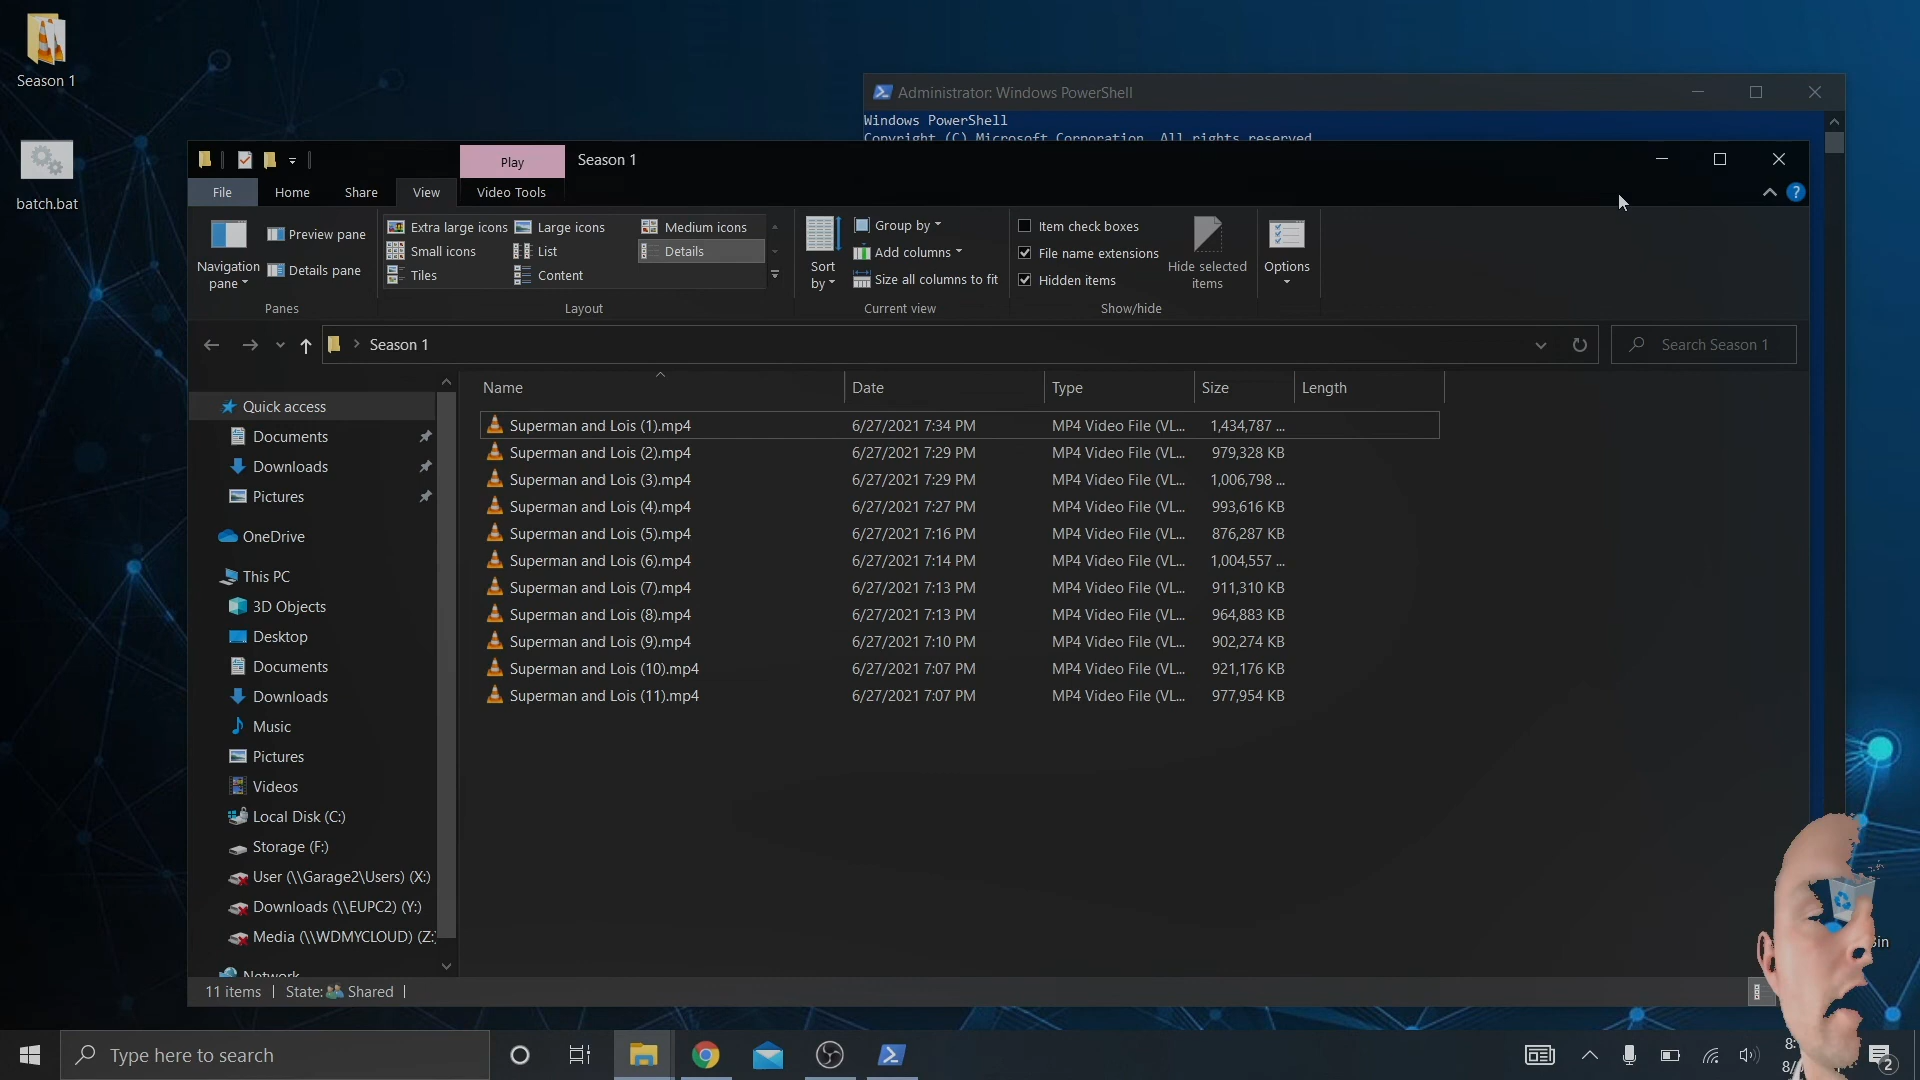 Season 1
batch.bat
Administrator: Windows PowerShell
Windows PowerShell
Copyright (C) Microsoft Corporation. All rights reserved.
Play
Season 1
File
Home
Share
View
Video Tools
Navigation
pane
Preview pane
Details pane
Panes
Extra large icons
Large icons
Medium icons
Small icons
List
Details
Tiles
Content
Layout
Sort
by
Group by
Add columns
Size all columns to fit
Current view
Item check boxes
File name extensions
Hidden items
Hide selected
items
Show/hide
Options
Season 1
Search Season 1
Quick access
Documents
Downloads
Pictures
OneDrive
This PC
3D Objects
Desktop
Documents
Downloads
Music
Pictures
Videos
Local Disk (C:)
Storage (F:)
User (\\Garage2\Users) (X:)
Downloads (\\EUPC2) (Y:)
Media (\\WDMYCLOUD) (Z:
Network
Name Date Type Size Length
Superman and Lois (1).mp4 6/27/2021 7:34 PM MP4 Video File (VL... 1,434,787 ...
Superman and Lois (2).mp4 6/27/2021 7:29 PM MP4 Video File (VL... 979,328 KB
Superman and Lois (3).mp4 6/27/2021 7:29 PM MP4 Video File (VL... 1,006,798 ...
Superman and Lois (4).mp4 6/27/2021 7:27 PM MP4 Video File (VL... 993,616 KB
Superman and Lois (5).mp4 6/27/2021 7:16 PM MP4 Video File (VL... 876,287 KB
Superman and Lois (6).mp4 6/27/2021 7:14 PM MP4 Video File (VL... 1,004,557 ...
Superman and Lois (7).mp4 6/27/2021 7:13 PM MP4 Video File (VL... 911,310 KB
Superman and Lois (8).mp4 6/27/2021 7:13 PM MP4 Video File (VL... 964,883 KB
Superman and Lois (9).mp4 6/27/2021 7:10 PM MP4 Video File (VL... 902,274 KB
Superman and Lois (10).mp4 6/27/2021 7:07 PM MP4 Video File (VL... 921,176 KB
Superman and Lois (11).mp4 6/27/2021 7:07 PM MP4 Video File (VL... 977,954 KB
11 items
State: Shared
Type here to search
2